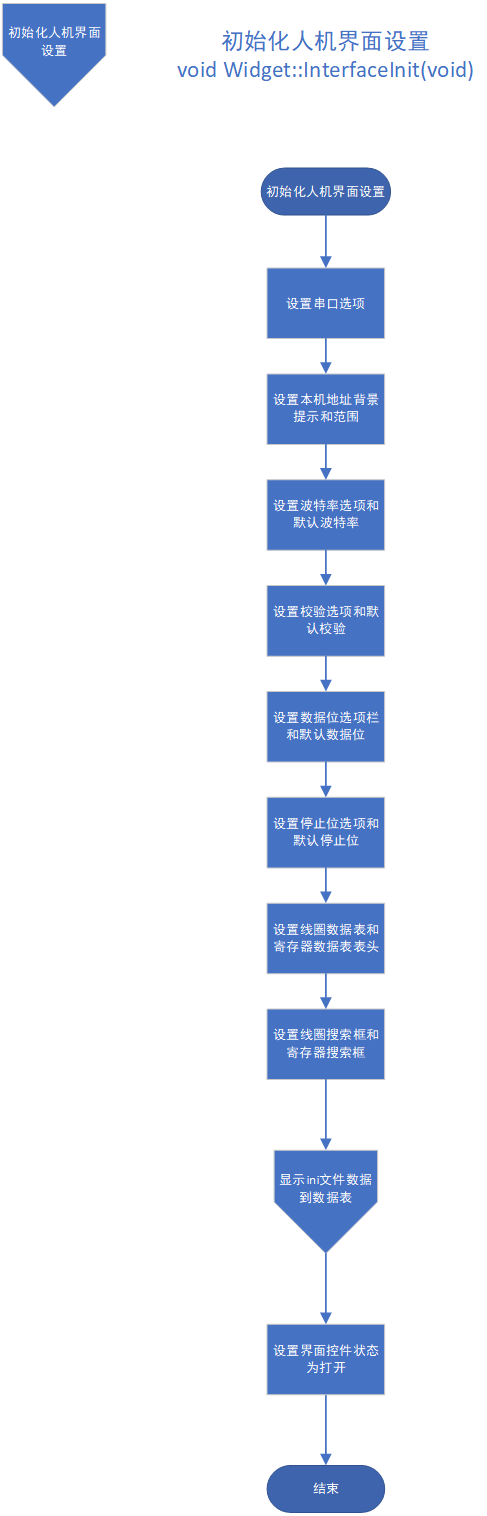 初始化人机界面
设置
初始化人机界面设置
void Widget::InterfaceInit(void)
初始化人机界面设置
设置串口选项
设置本机地址背景
提示和范围
设置波特率选项和
默认波特率
设置校验选项和默
认校验
设置数据位选项栏
和默认数据位
设置停止位选项和
默认停止位
设置线圈数据表和
寄存器数据表表头
设置线圈搜索框和
寄存器搜索框
显示ini文件数据
到数据表
设置界面控件状态
为打开
结束